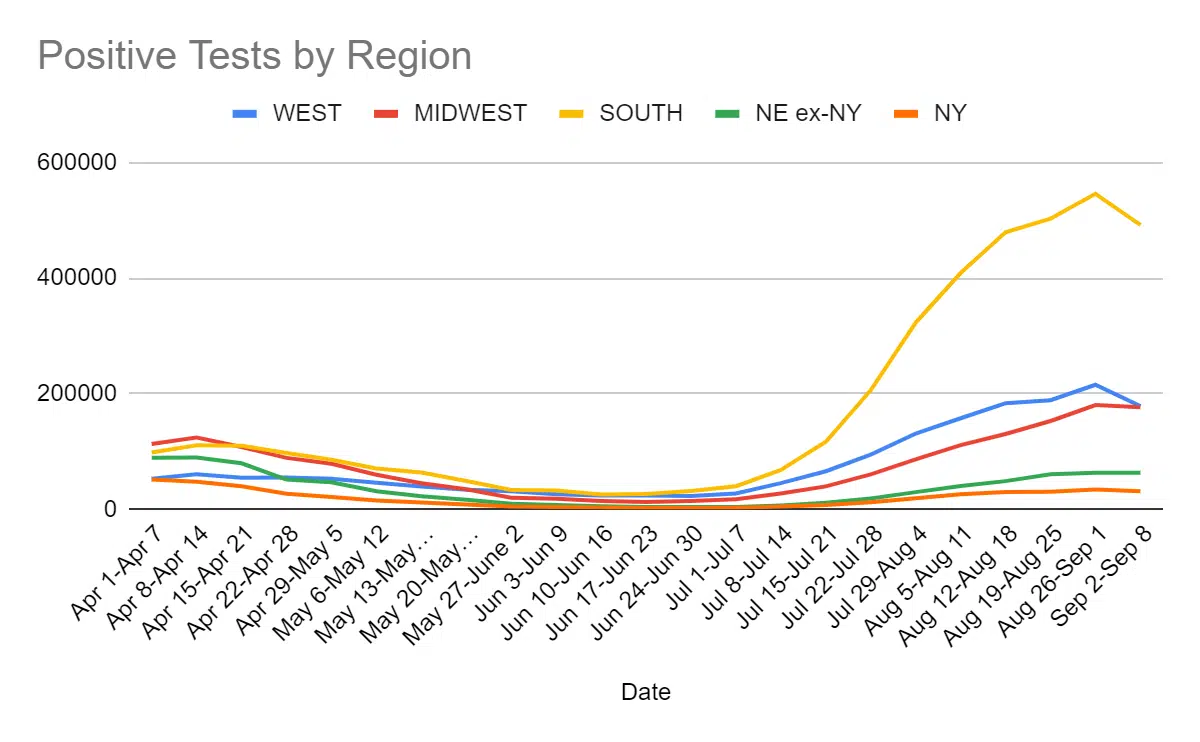 Positive Tests by Region
WEST MIDWEST SOUTH NE ex-NY NY
600000
400000
200000
0
Apr 1-Apr 7
Apr 8-Apr 14
Apr 15-Apr 21
Apr 22-Apr 28
Apr 29-May 5
May 6-May 12
May 13-May…
May 20-May…
May 27-June 2
Jun 3-Jun 9
Jun 10-Jun 16
Jun 17-Jun 23
Jun 24-Jun 30
Jul 1-Jul 7
Jul 8-Jul 14
Jul 15-Jul 21
Jul 22-Jul 28
Jul 29-Aug 4
Aug 5-Aug 11
Aug 12-Aug 18
Aug 19-Aug 25
Aug 26-Sep 1
Sep 2-Sep 8
Date